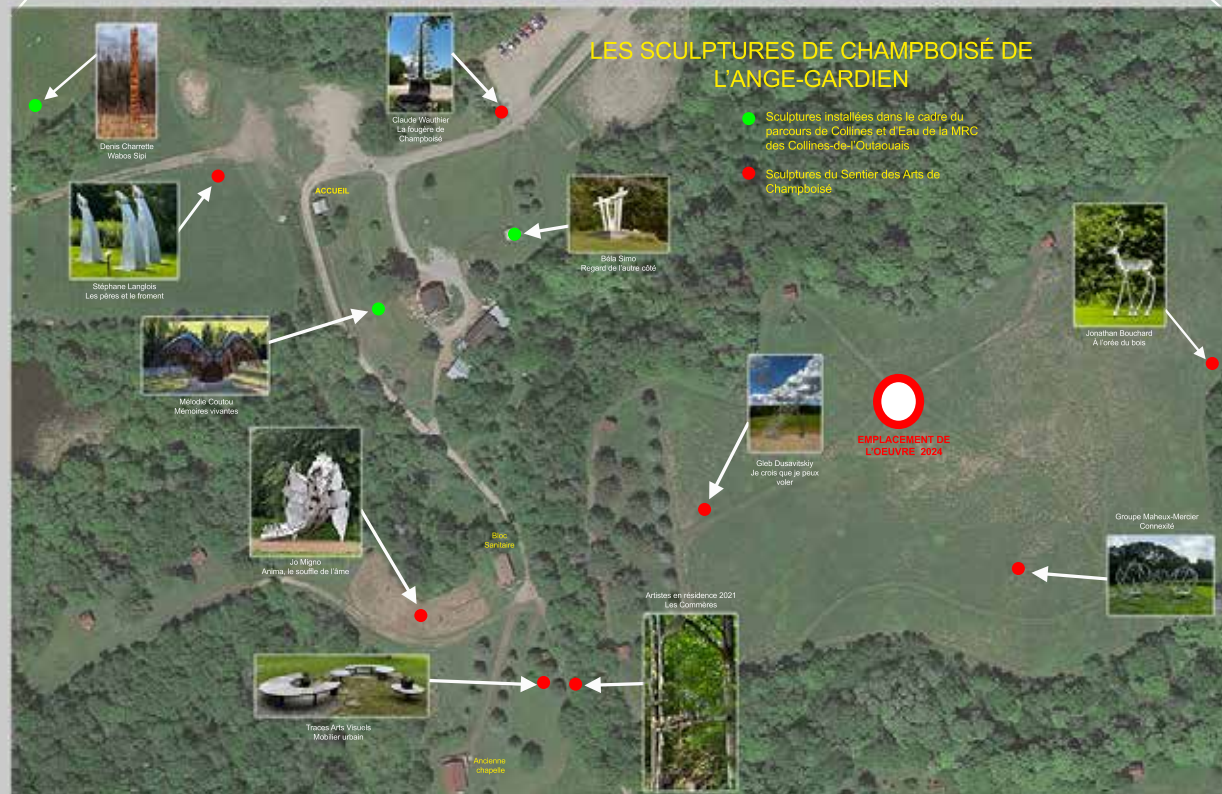 LES SCULPTURES DE CHAMPBOISÉ DE
L'ANGE-GARDIEN
Sculptures installées dans le cadre du
parcours de Collines et d'Eau de la MRC
des Collines-de-l'Outaouais
Sculptures du Sentier des Arts de
Champboisé
Denis Charrette
Wabos Sipi
Claude Wauthier
La fougère de
Champboisé
ACCUEIL
Stéphane Langlois
Les pères et le froment
Béla Simo
Regard de l'autre côté
Jonathan Bouchard
À l'orée du bois
Mélodie Coutou
Mémoires vivantes
EMPLACEMENT DE
L'OEUVRE 2024
Gleb Dusavitskiy
Je crois que je peux
voler
Groupe Maheux-Mercier
Connexité
Bloc
Sanitaire
Jo Migno
Anima, le souffle de l'âme
Artistes en résidence 2021
Les Commères
Traces Arts Visuels
Mobilier urbain
Ancienne
chapelle